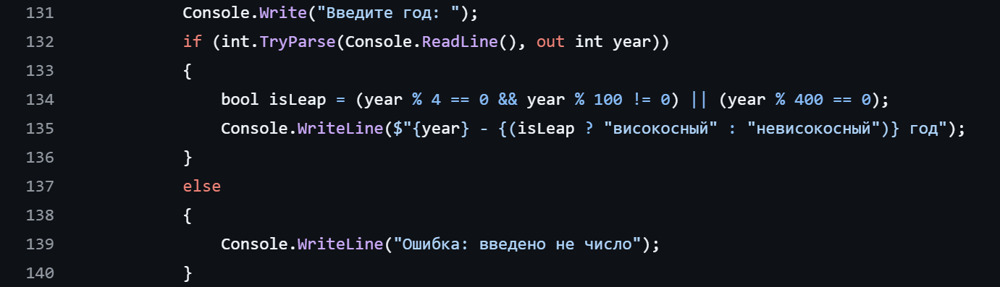 131 Console.Write("Введите год: ");
132 if (int.TryParse(Console.ReadLine(), out int year))
133 {
134 bool isLeap = (year % 4 == 0 && year % 100 != 0) || (year % 400 == 0);
135 Console.WriteLine($"{year} - {(isLeap ? "високосный" : "невисокосный")} год");
136 }
137 else
138 {
139 Console.WriteLine("Ошибка: введено не число");
140 }